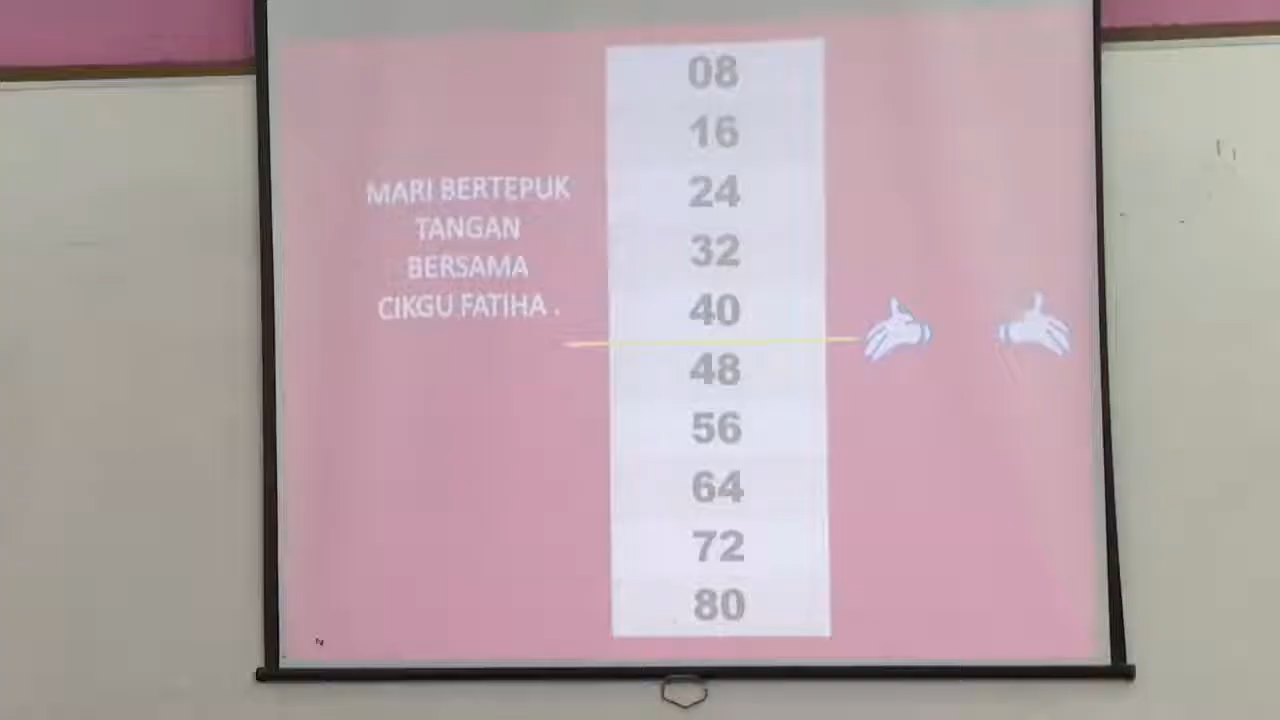 MARI BERTEPUK
TANGAN
BERSAMA
CIKGU FATIHA .
08
16
24
32
40
48
56
64
72
80